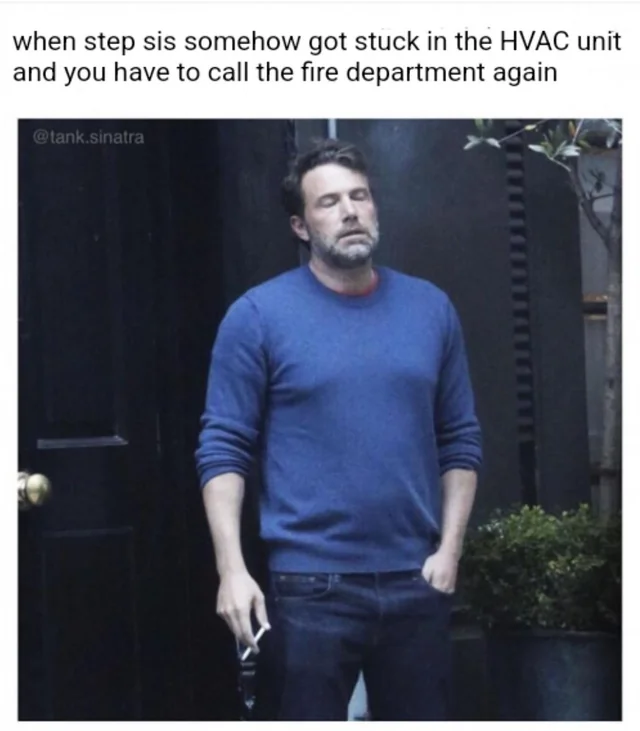 when step sis somehow got stuck in the HVAC unit
and you have to call the fire department again
@tank.sinatra